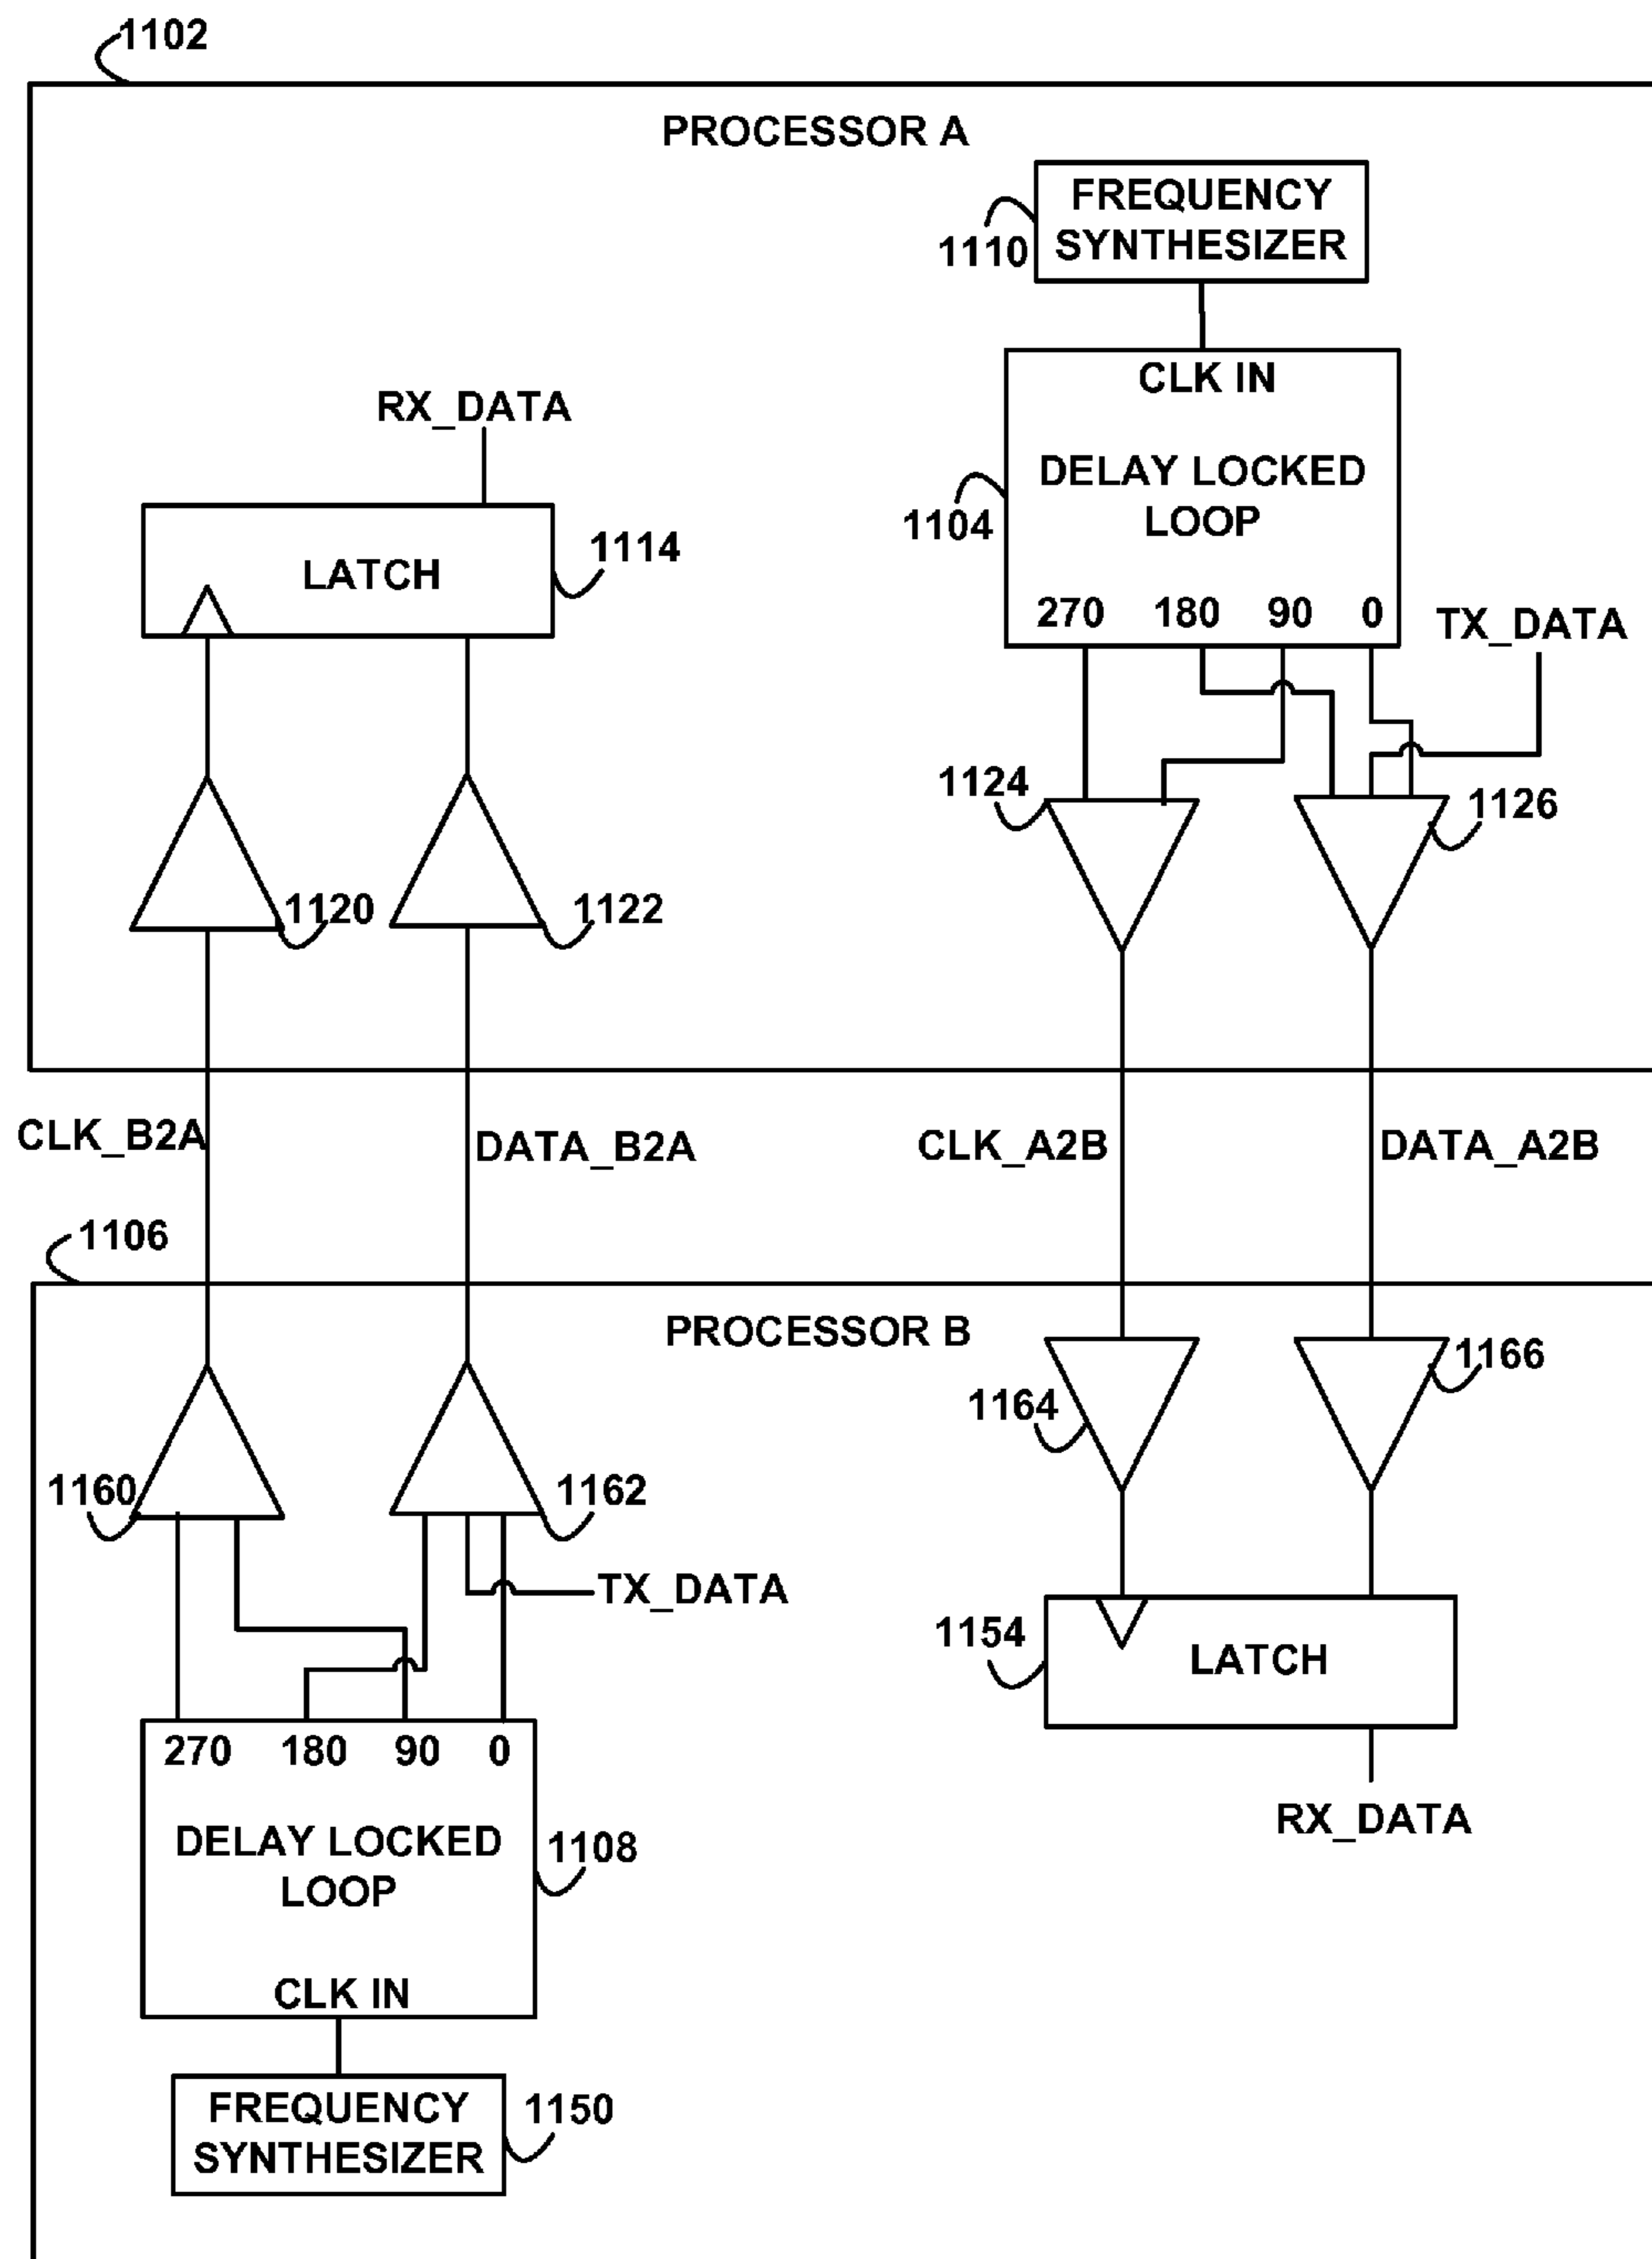 1102
PROCESSOR A
FREQUENCY
SYNTHESIZER
1110
CLK IN
DELAY LOCKED
LOOP
1104
270 180 90 0
TX_DATA
RX_DATA
LATCH
1114
1124
1126
1120
1122
CLK_B2A
DATA_B2A
CLK_A2B
DATA_A2B
1106
PROCESSOR B
1164
1166
1160
1162
TX_DATA
1154
LATCH
RX_DATA
270 180 90 0
DELAY LOCKED
LOOP
1108
CLK IN
FREQUENCY
SYNTHESIZER
1150